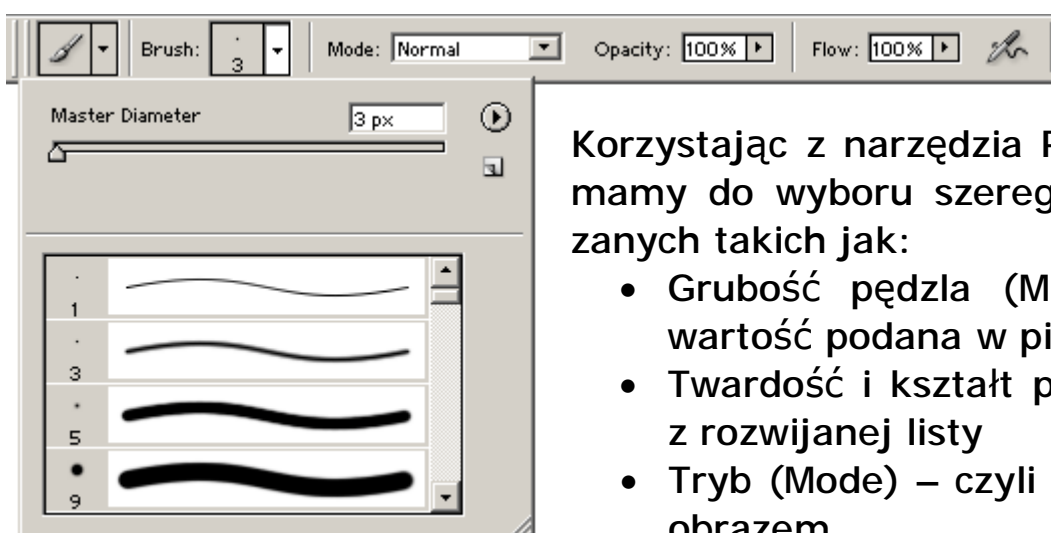 Brush: 3 Mode: Normal Opacity: 100% Flow: 100%
Master Diameter 3 px
1
3
5
9
Korzystając z narzędzia
mamy do wyboru szereg
zanych takich jak:
• Grubość pędzla
wartość podana w
• Twardość i kształt
z rozwijanej listy
• Tryb (Mode) – czyli
obrazem